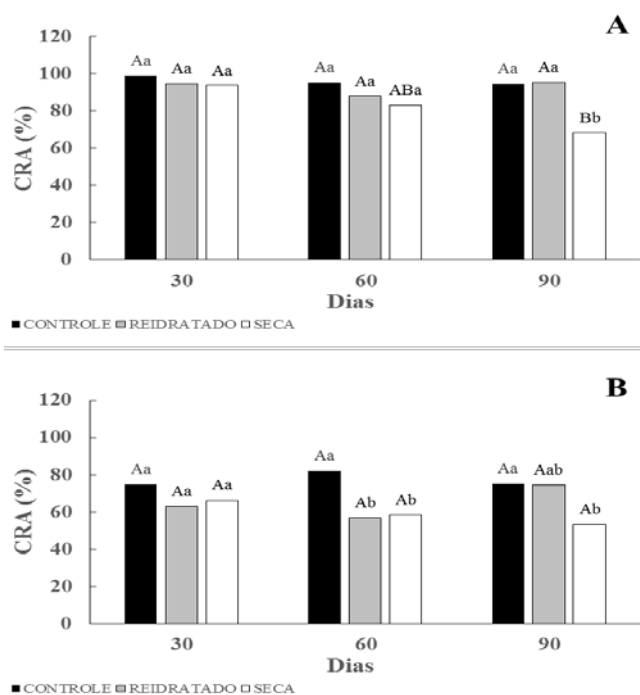 A
120
100
80
60
40
20
0
CRA (%)
Aa Aa Aa Aa Aa ABa Aa Aa Bb
30 60 90
Dias
CONTROLE REIDRATADO SECA
B
120
100
80
60
40
20
0
CRA (%)
Aa Aa Aa Aa Ab Ab Aa Aab Ab
30 60 90
Dias
CONTROLE REIDRATADO SECA